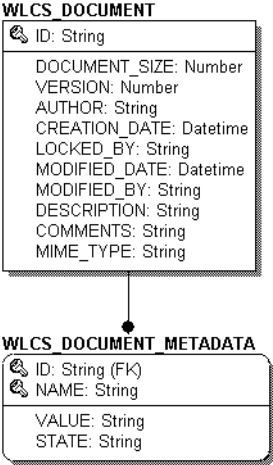 WLCS_DOCUMENT
ID: String
DOCUMENT_SIZE: Number
VERSION: Number
AUTHOR: String
CREATION_DATE: Datetime
LOCKED_BY: String
MODIFIED_DATE: Datetime
MODIFIED_BY: String
DESCRIPTION: String
COMMENTS: String
MIME_TYPE: String
WLCS_DOCUMENT_METADATA
ID: String (FK)
NAME: String
VALUE: String
STATE: String